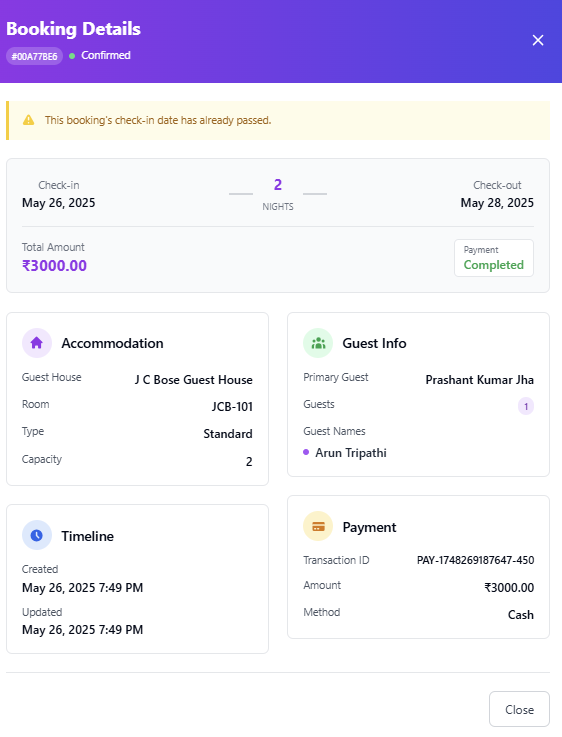 Booking Details
#00A778E6 Confirmed
This booking's check-in date has already passed.
Check-in
May 26, 2025
2
NIGHTS
Check-out
May 28, 2025
Total Amount
₹3000.00
Payment
Completed
Accommodation
Guest House J C Bose Guest House
Room JCB-101
Type Standard
Capacity 2
Guest Info
Primary Guest Prashant Kumar Jha
Guests 1
Guest Names
Arun Tripathi
Timeline
Created
May 26, 2025 7:49 PM
Updated
May 26, 2025 7:49 PM
Payment
Transaction ID PAY-1748269187647-450
Amount ₹3000.00
Method Cash
Close